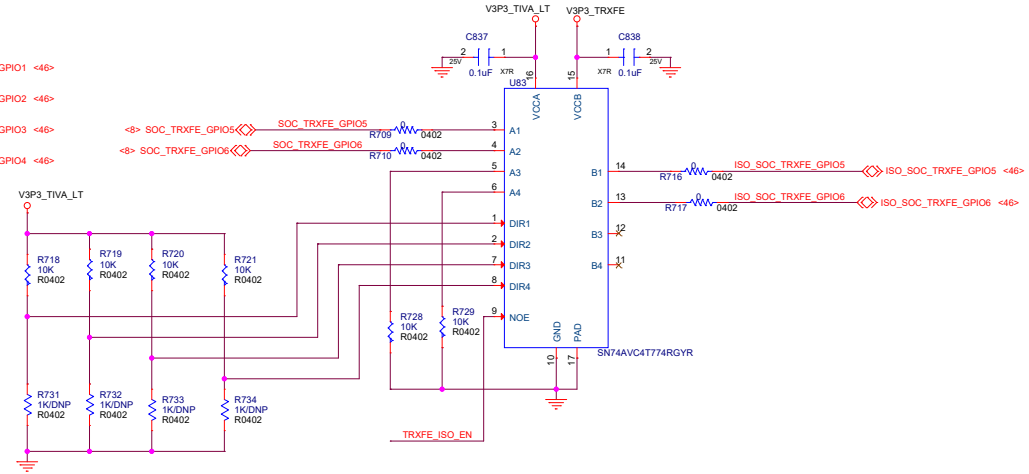 V3P3_TIVA_LT
V3P3_TRXFE
C837
2
1
25V
0.1uF
X7R
C838
1
2
25V
X7R
0.1uF
16
15
U83
VCCA
VCCB
GPIO1 <46>
GPIO2 <46>
GPIO3 <46>
GPIO4 <46>
<8> SOC_TRXFE_GPIO5
SOC_TRXFE_GPIO5
0
R709
0402
3
A1
<8> SOC_TRXFE_GPIO6
SOC_TRXFE_GPIO6
0
R710
0402
4
A2
5
A3
6
A4
1
DIR1
2
DIR2
7
DIR3
8
DIR4
9
NOE
B1
14
0
R716
0402
ISO_SOC_TRXFE_GPIO5
ISO_SOC_TRXFE_GPIO5 <46>
B2
13
0
R717
0402
ISO_SOC_TRXFE_GPIO6
ISO_SOC_TRXFE_GPIO6 <46>
B3
12
B4
11
GND
PAD
10
17
SN74AVC4T774RGYR
V3P3_TIVA_LT
R718
10K
R0402
R719
10K
R0402
R720
10K
R0402
R721
10K
R0402
R728
10K
R0402
R729
10K
R0402
R731
1K/DNP
R0402
R732
1K/DNP
R0402
R733
1K/DNP
R0402
R734
1K/DNP
R0402
TRXFE_ISO_EN